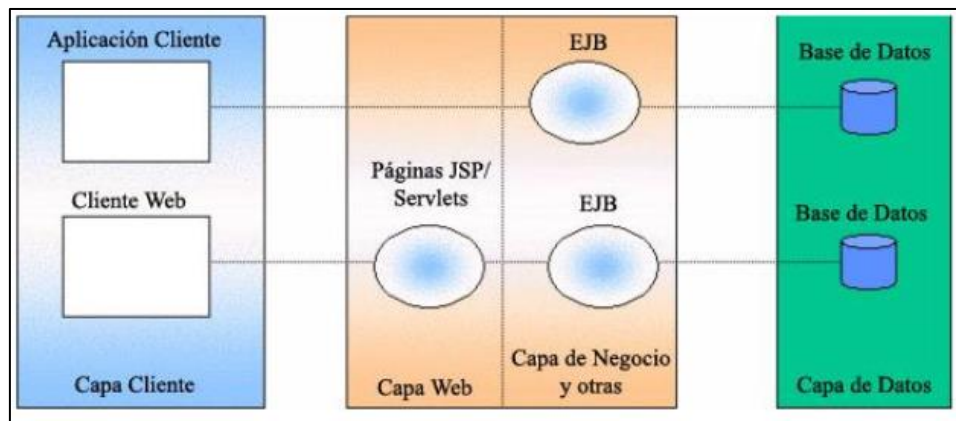 Aplicación Cliente
Cliente Web
Capa Cliente
Páginas JSP/
Servlets
Capa Web
EJB
EJB
Capa de Negocio
y otras
Base de Datos
Base de Datos
Capa de Datos